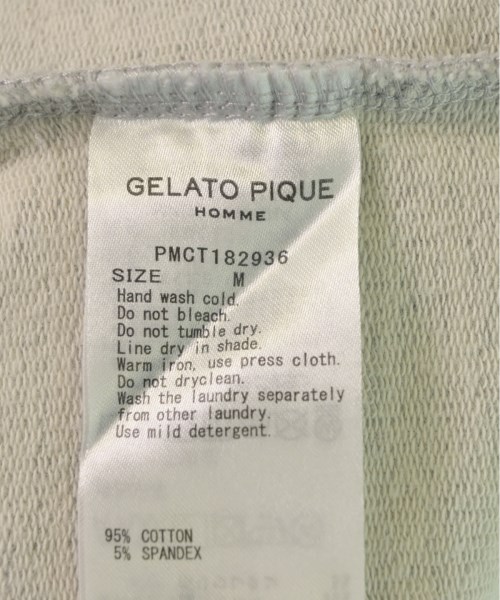 GELATO PIQUE
HOMME
PMCT182936
SIZE M
Hand wash cold.
Do not bleach.
Do not tumble dry.
Line dry in shade.
Warm iron, use press cloth.
Do not dryclean.
Wash the laundry separately
from other laundry.
Use mild detergent.
95% COTTON
5% SPANDEX